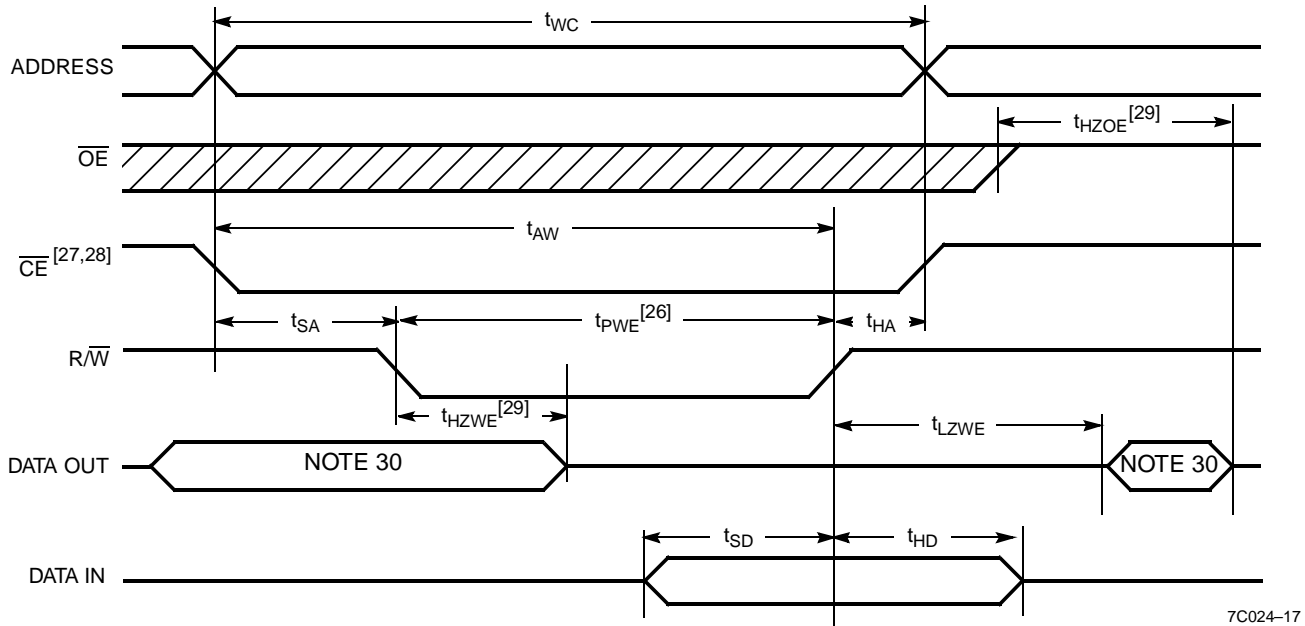 tWC
ADDRESS
tHZOE[29]
OE
tAW
CE [27,28]
tSA
tPWE[26]
tHA
R/W
tHZWE[29]
tLZWE
DATA OUT
NOTE 30
NOTE 30
tSD
tHD
DATA IN
7C024–17